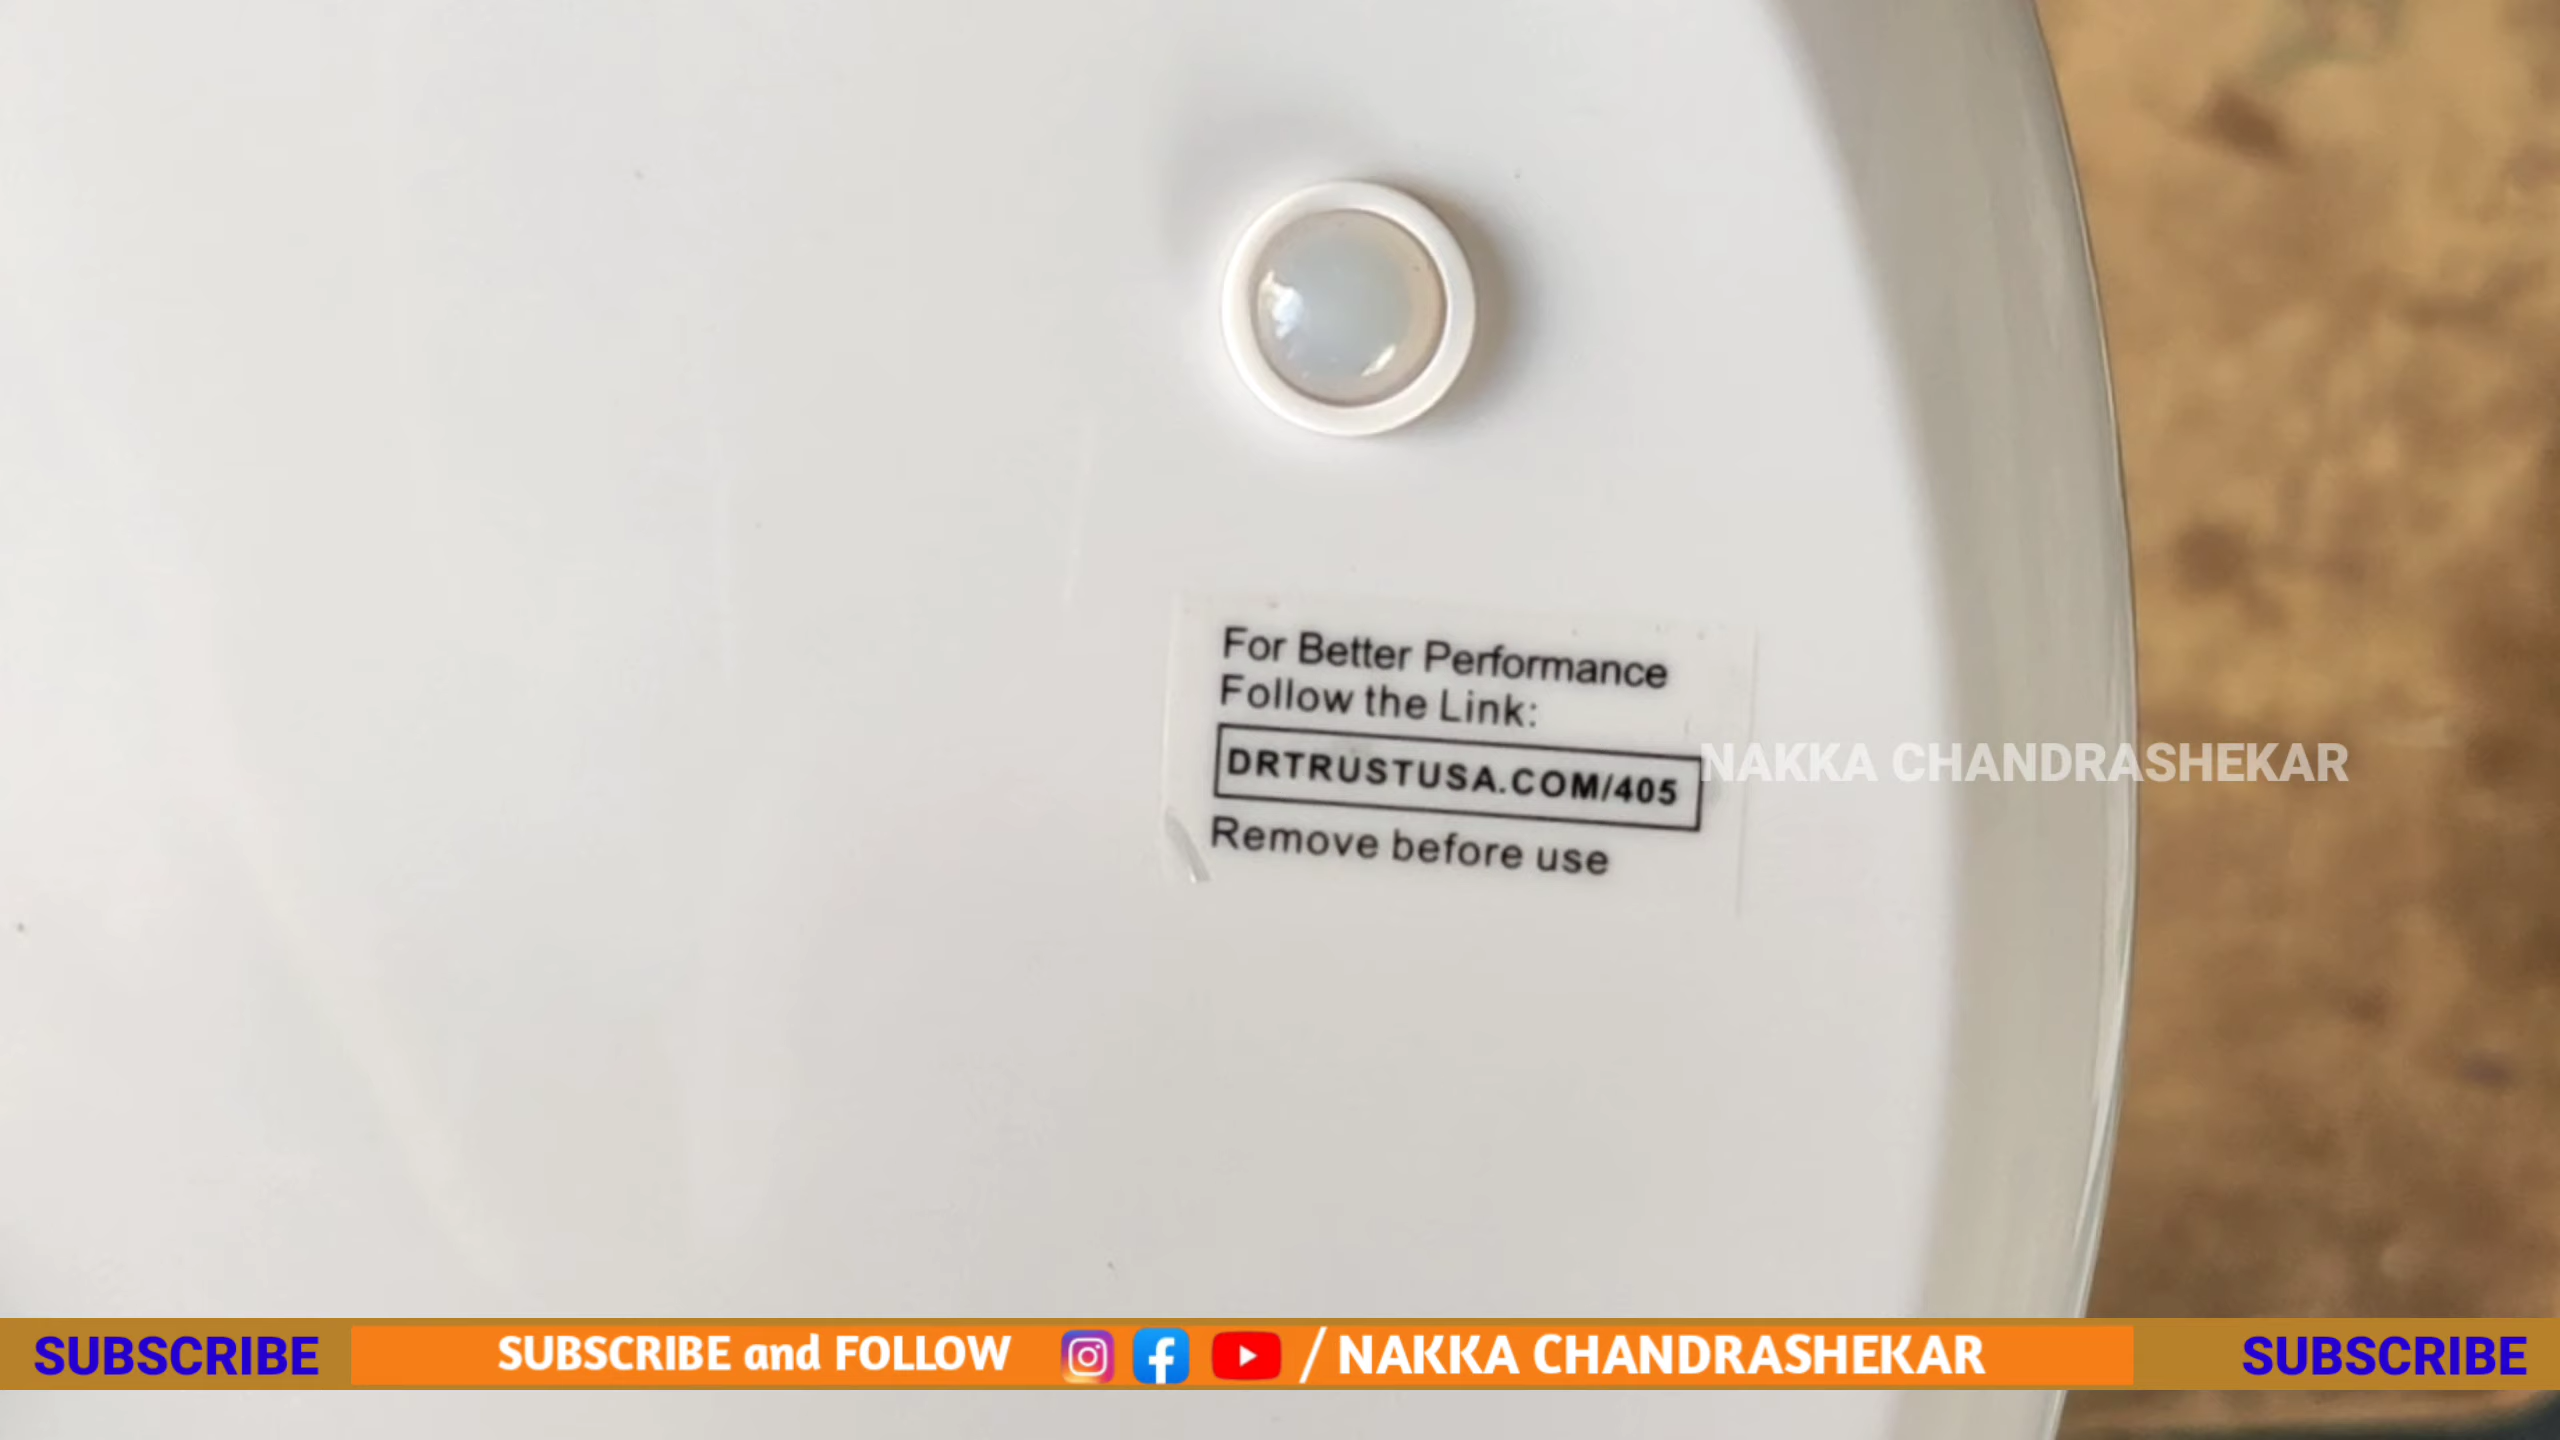 For Better Performance
Follow the Link:
DRTRUSTUSA.COM/405
Remove before use
NAKKA CHANDRASHEKAR
SUBSCRIBE
SUBSCRIBE and FOLLOW / NAKKA CHANDRASHEKAR
SUBSCRIBE